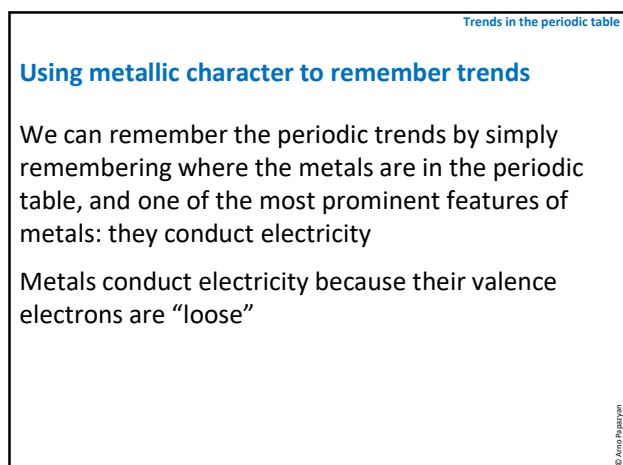 Trends in the periodic table
Using metallic character to remember trends
We can remember the periodic trends by simply
remembering where the metals are in the periodic
table, and one of the most prominent features of
metals: they conduct electricity
Metals conduct electricity because their valence
electrons are “loose”
© Arno Papazyan